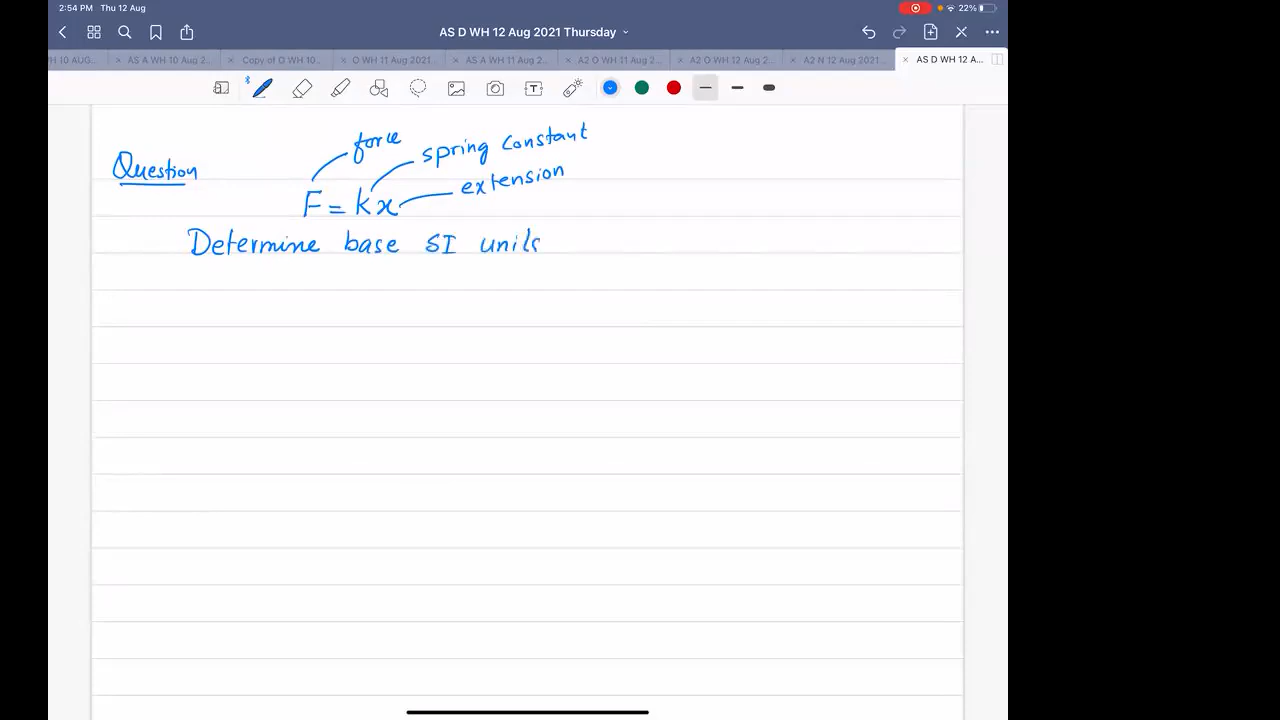 2:54 PM Thu 12 Aug
22%
AS D WH 12 Aug 2021 Thursday
WH 10 AUG... AS A WH 10 Aug 2... Copy of O WH 10... O WH 11 Aug 2021... AS A WH 11 Aug 2... A2 O WH 11 Aug 2... A2 O WH 12 Aug 2... A2 N 12 Aug 2021... AS D WH 12 A...
force
spring constant
Question
extension
F = kx
Determine base SI units